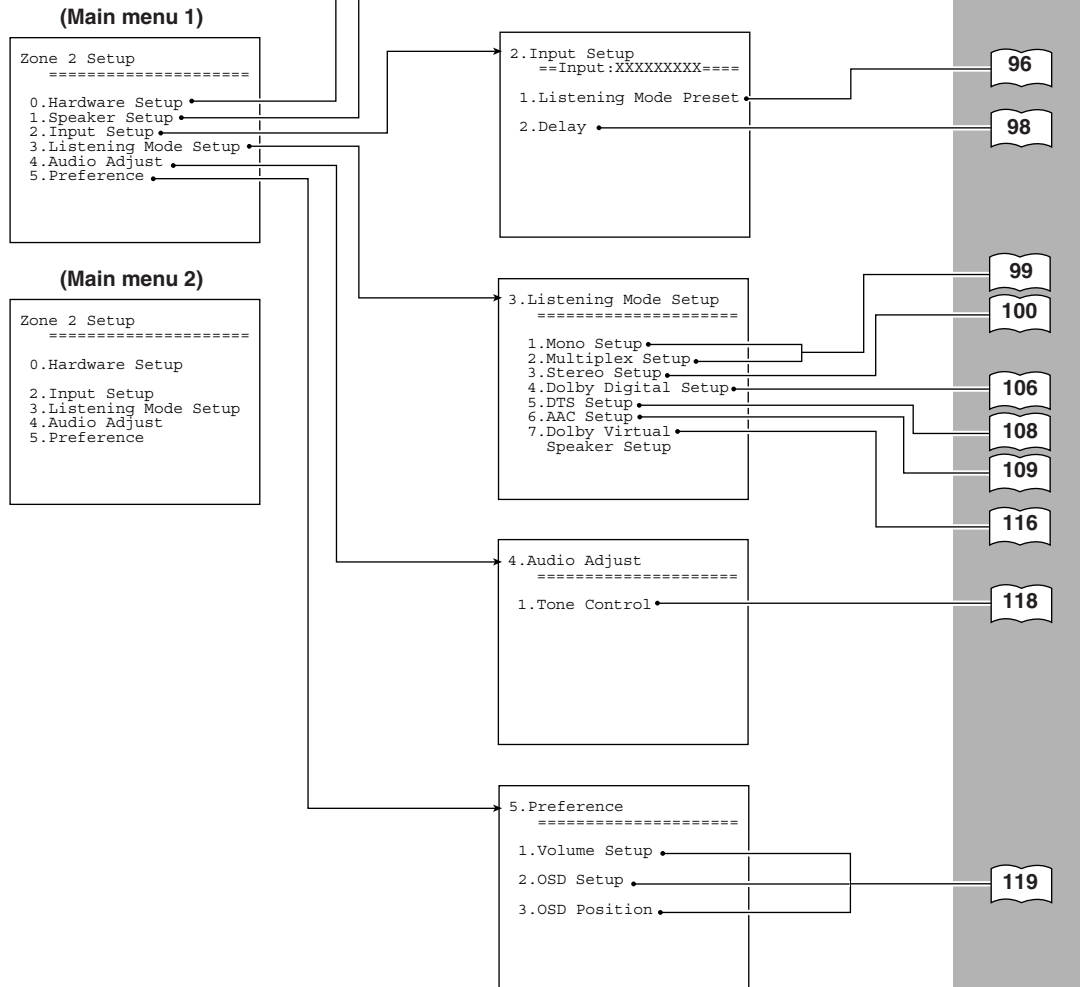 (Main menu 1)
Zone 2 Setup
=====================
0.Hardware Setup
1.Speaker Setup
2.Input Setup
3.Listening Mode Setup
4.Audio Adjust
5.Preference
(Main menu 2)
Zone 2 Setup
=====================
0.Hardware Setup
2.Input Setup
3.Listening Mode Setup
4.Audio Adjust
5.Preference
2.Input Setup
==Input:XXXXXXXXX====
1.Listening Mode Preset
2.Delay
96
98
3.Listening Mode Setup
=====================
1.Mono Setup
2.Multiplex Setup
3.Stereo Setup
4.Dolby Digital Setup
5.DTS Setup
6.AAC Setup
7.Dolby Virtual
Speaker Setup
99
100
106
108
109
116
4.Audio Adjust
=====================
1.Tone Control
118
5.Preference
=====================
1.Volume Setup
2.OSD Setup
3.OSD Position
119